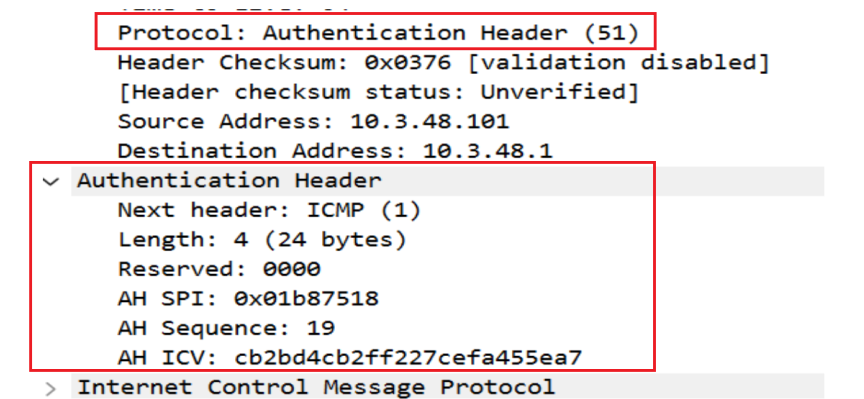 Protocol: Authentication Header (51)
Header Checksum: 0x0376 [validation disabled]
[Header checksum status: Unverified]
Source Address: 10.3.48.101
Destination Address: 10.3.48.1
Authentication Header
Next header: ICMP (1)
Length: 4 (24 bytes)
Reserved: 0000
AH SPI: 0x01b87518
AH Sequence: 19
AH ICV: cb2bd4cb2ff227cefa455ea7
Internet Control Message Protocol